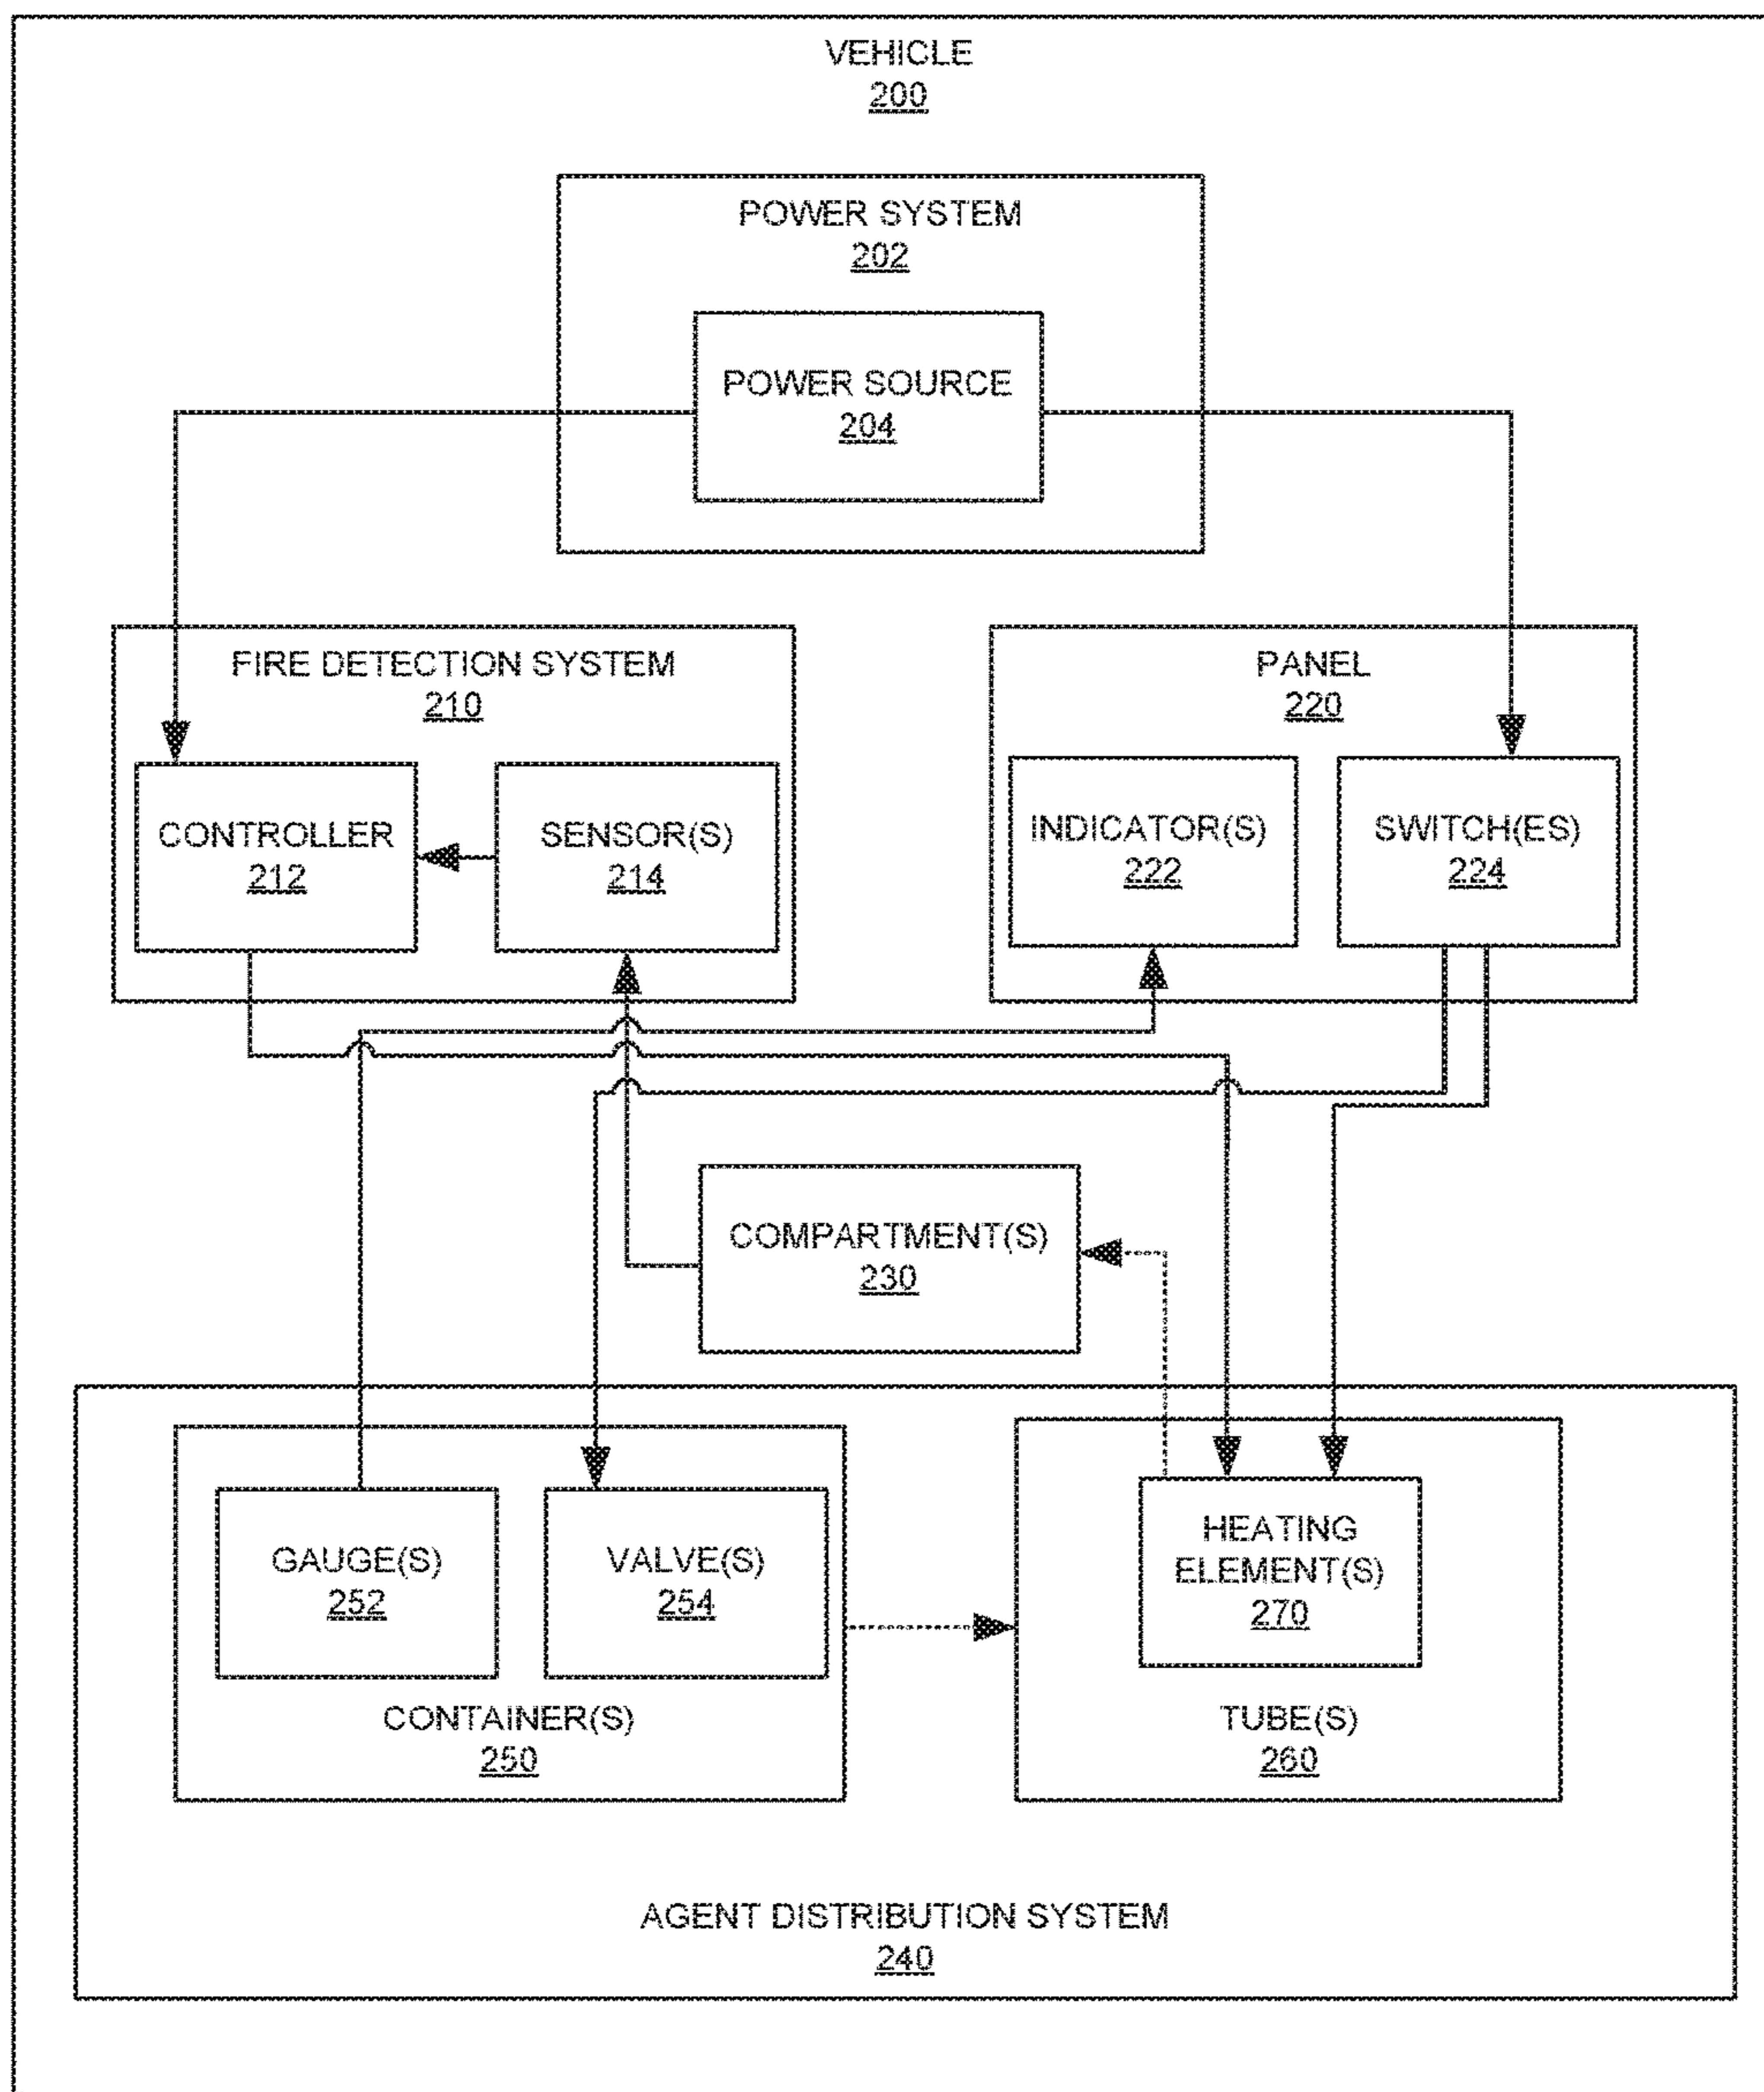 VEHICLE
200
POWER SYSTEM
202
POWER SOURCE
204
FIRE DETECTION SYSTEM
210
CONTROLLER
212
SENSOR(S)
214
PANEL
220
INDICATOR(S)
222
SWITCH(ES)
224
COMPARTMENT(S)
230
GAUGE(S)
252
VALVE(S)
254
CONTAINER(S)
250
HEATING
ELEMENT(S)
270
TUBE(S)
260
AGENT DISTRIBUTION SYSTEM
240